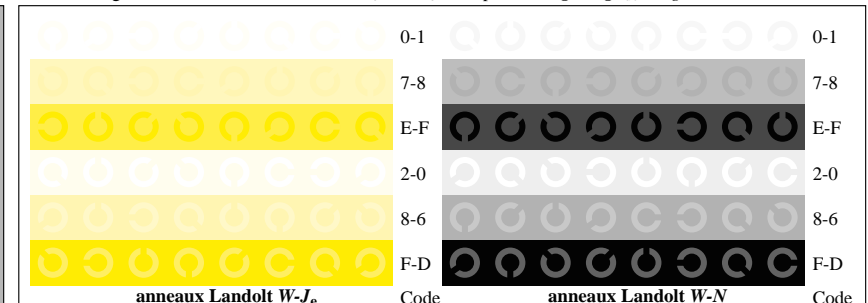 0-1 0-1
7-8 7-8
E-F E-F
2-0 2-0
8-6 8-6
F-D F-D
anneaux Landolt W-Je Code anneaux Landolt W-N Code